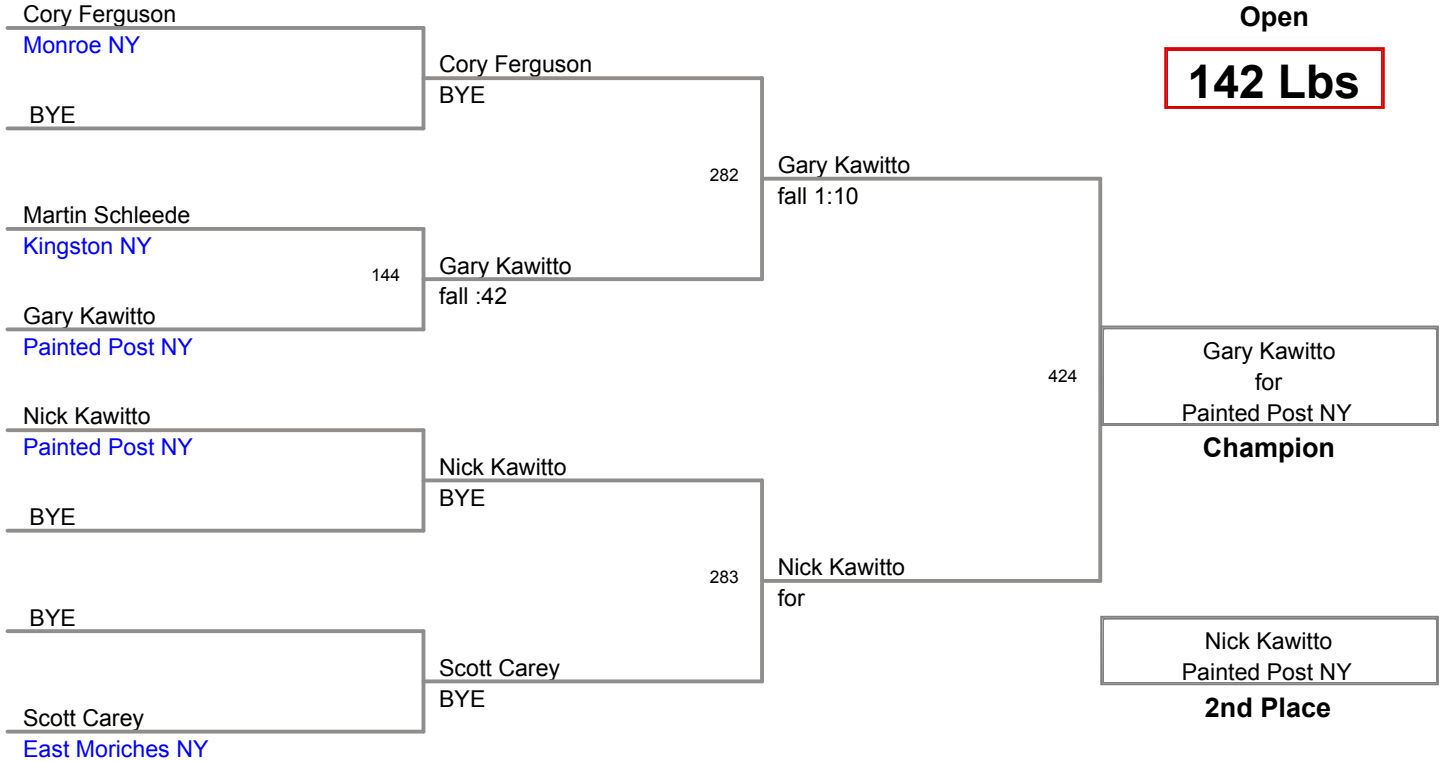 Cory Ferguson
Monroe NY
BYE
Martin Schleede
Kingston NY
144
Gary Kawitto
Painted Post NY
Nick Kawitto
Painted Post NY
BYE
BYE
Scott Carey
East Moriches NY
Cory Ferguson
BYE
282
Gary Kawitto
fall :42
Nick Kawitto
BYE
283
Scott Carey
BYE
Gary Kawitto
fall 1:10
424
Nick Kawitto
for
Open
142 Lbs
Gary Kawitto
for
Painted Post NY
Champion
Nick Kawitto
Painted Post NY
2nd Place